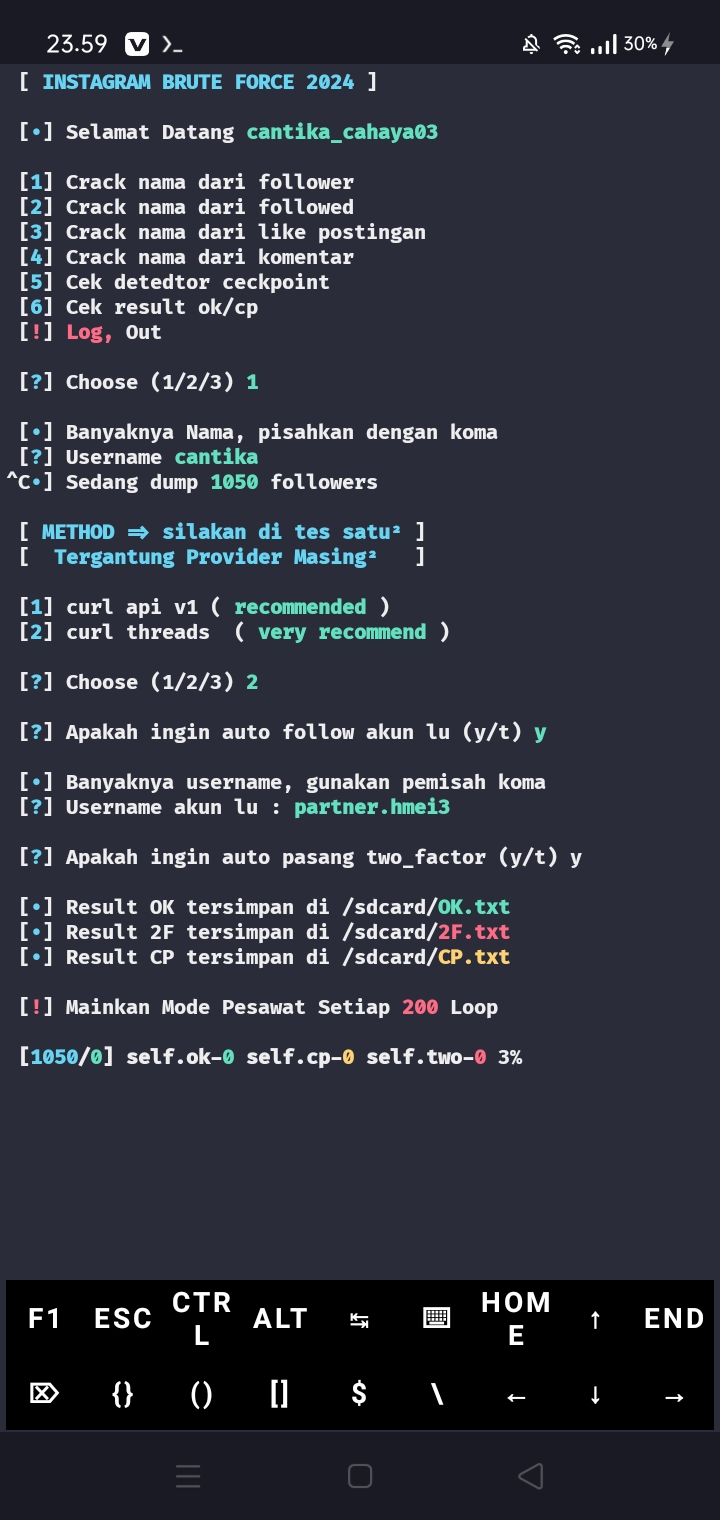 23.59 30%
[ INSTAGRAM BRUTE FORCE 2024 ]
[•] Selamat Datang cantika_cahaya03
[1] Crack nama dari follower
[2] Crack nama dari followed
[3] Crack nama dari like postingan
[4] Crack nama dari komentar
[5] Cek detedtor ceckpoint
[6] Cek result ok/cp
[!] Log, Out
[?] Choose (1/2/3) 1
[•] Banyaknya Nama, pisahkan dengan koma
[?] Username cantika
^C•] Sedang dump 1050 followers
[ METHOD => silakan di tes satu² ]
[  Tergantung Provider Masing²   ]
[1] curl api v1 ( recommended )
[2] curl threads  ( very recommend )
[?] Choose (1/2/3) 2
[?] Apakah ingin auto follow akun lu (y/t) y
[•] Banyaknya username, gunakan pemisah koma
[?] Username akun lu : partner.hmei3
[?] Apakah ingin auto pasang two_factor (y/t) y
[•] Result OK tersimpan di /sdcard/OK.txt
[•] Result 2F tersimpan di /sdcard/2F.txt
[•] Result CP tersimpan di /sdcard/CP.txt
[!] Mainkan Mode Pesawat Setiap 200 Loop
[1050/0] self.ok-0 self.cp-0 self.two-0 3%
F1 ESC CTRL ALT ↹ ⌨ HOME ↑ END
⌦ {} () [] $ \ ← ↓ →